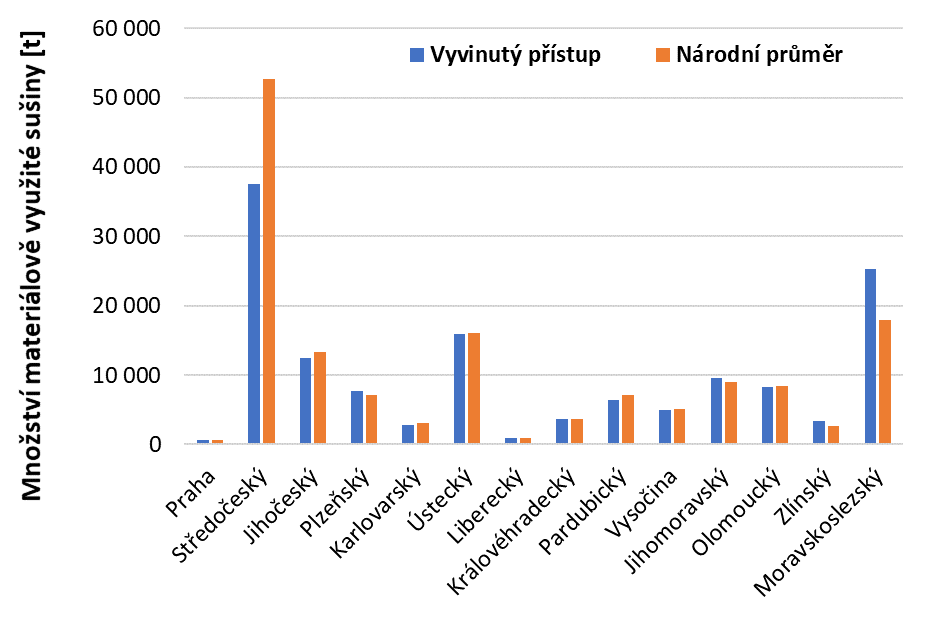 Množství materiálově využité sušiny [t]
60 000
50 000
40 000
30 000
20 000
10 000
0
Vyvinutý přístup
Národní průměr
Praha
Středočeský
Jihočeský
Plzeňský
Karlovarský
Ústecký
Liberecký
Královéhradecký
Pardubický
Vysočina
Jihomoravský
Olomoucký
Zlínský
Moravskoslezský